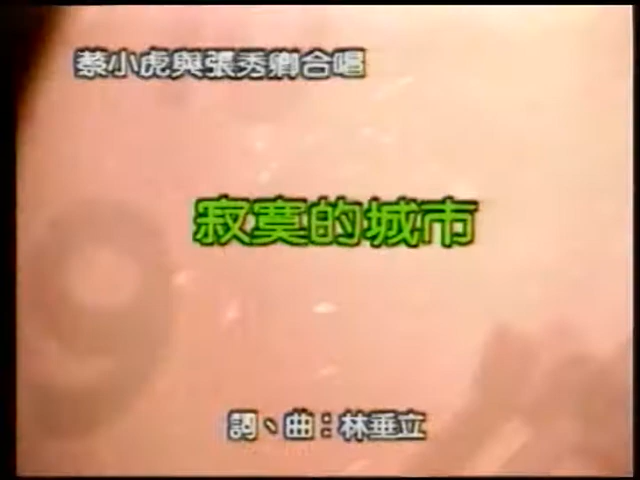 蔡小虎與張秀卿合唱
寂寞的城市
詞、曲：林垂立